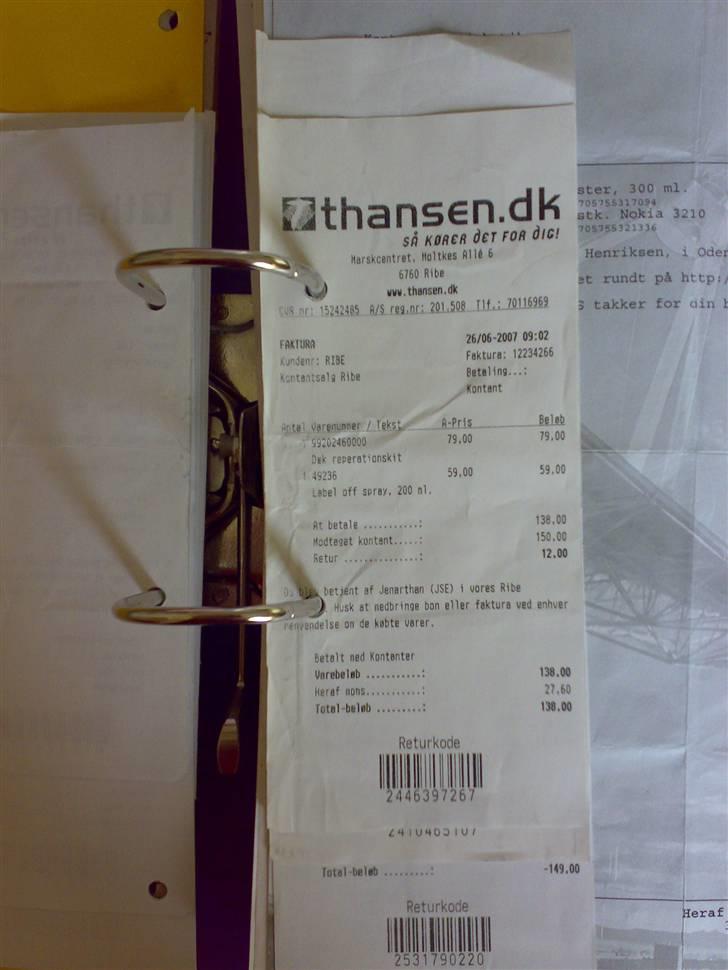 thansen.dk
SÅ KØRER DET FOR DIG!
Marskcentret, Moltkes Allé 6
6760 Ribe
www.thansen.dk
CVR nr: 15242485 A/S reg.nr: 201.508 Tlf.: 70116969
FAKTURA
26/06-2007 09:02
Kundenr: RIBE
Faktura: 12234266
Kontantsalg Ribe
Betaling...:
Kontant
Antal Varenummer / Tekst A-Pris Beløb
1 99202460000 79.00 79.00
Dæk reperationskit
1 49236 59.00 59.00
Label off spray, 200 ml.
At betale ...........: 138.00
Modtaget kontant.....: 150.00
Retur ...............: 12.00
blev betjent af Jenarthan (JSE) i vores Ribe
. Husk at medbringe bon eller faktura ved enhver
henvendelse om de købte varer.
Betalt med Kontanter
Varebeløb ...........: 138.00
Heraf moms...........: 27.60
Total-beløb .........: 138.00
Returkode
2446397267
Total-beløb .........: -149.00
Returkode
2531790220
ster, 300 ml.
705755317094
stk. Nokia 3210
705755321336
Henriksen, i Oden
et rundt på http:/
S takker for din b
Heraf